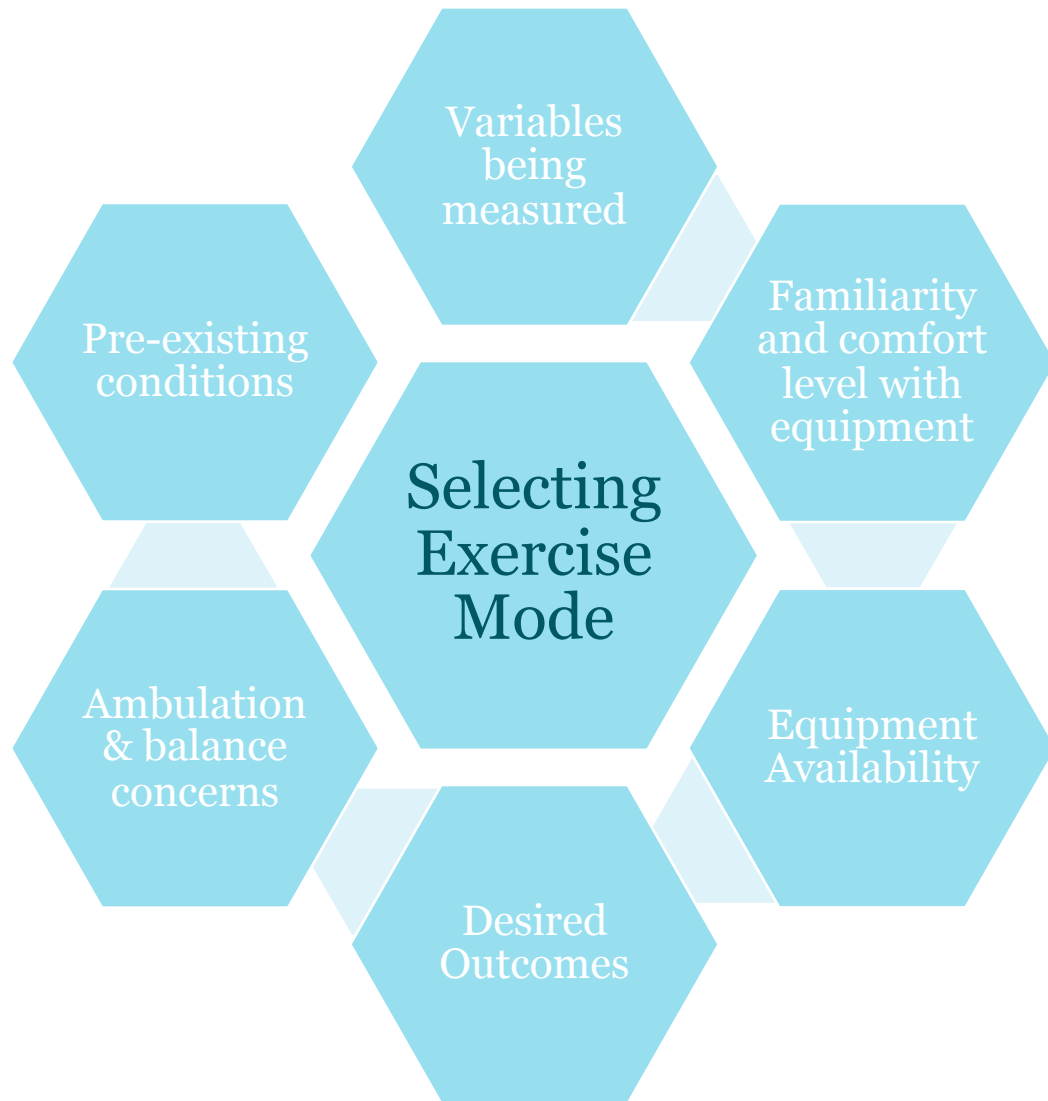 Variables
being
measured
Familiarity
and comfort
level with
equipment
Pre-existing
conditions
Selecting
Exercise
Mode
Ambulation
& balance
concerns
Equipment
Availability
Desired
Outcomes